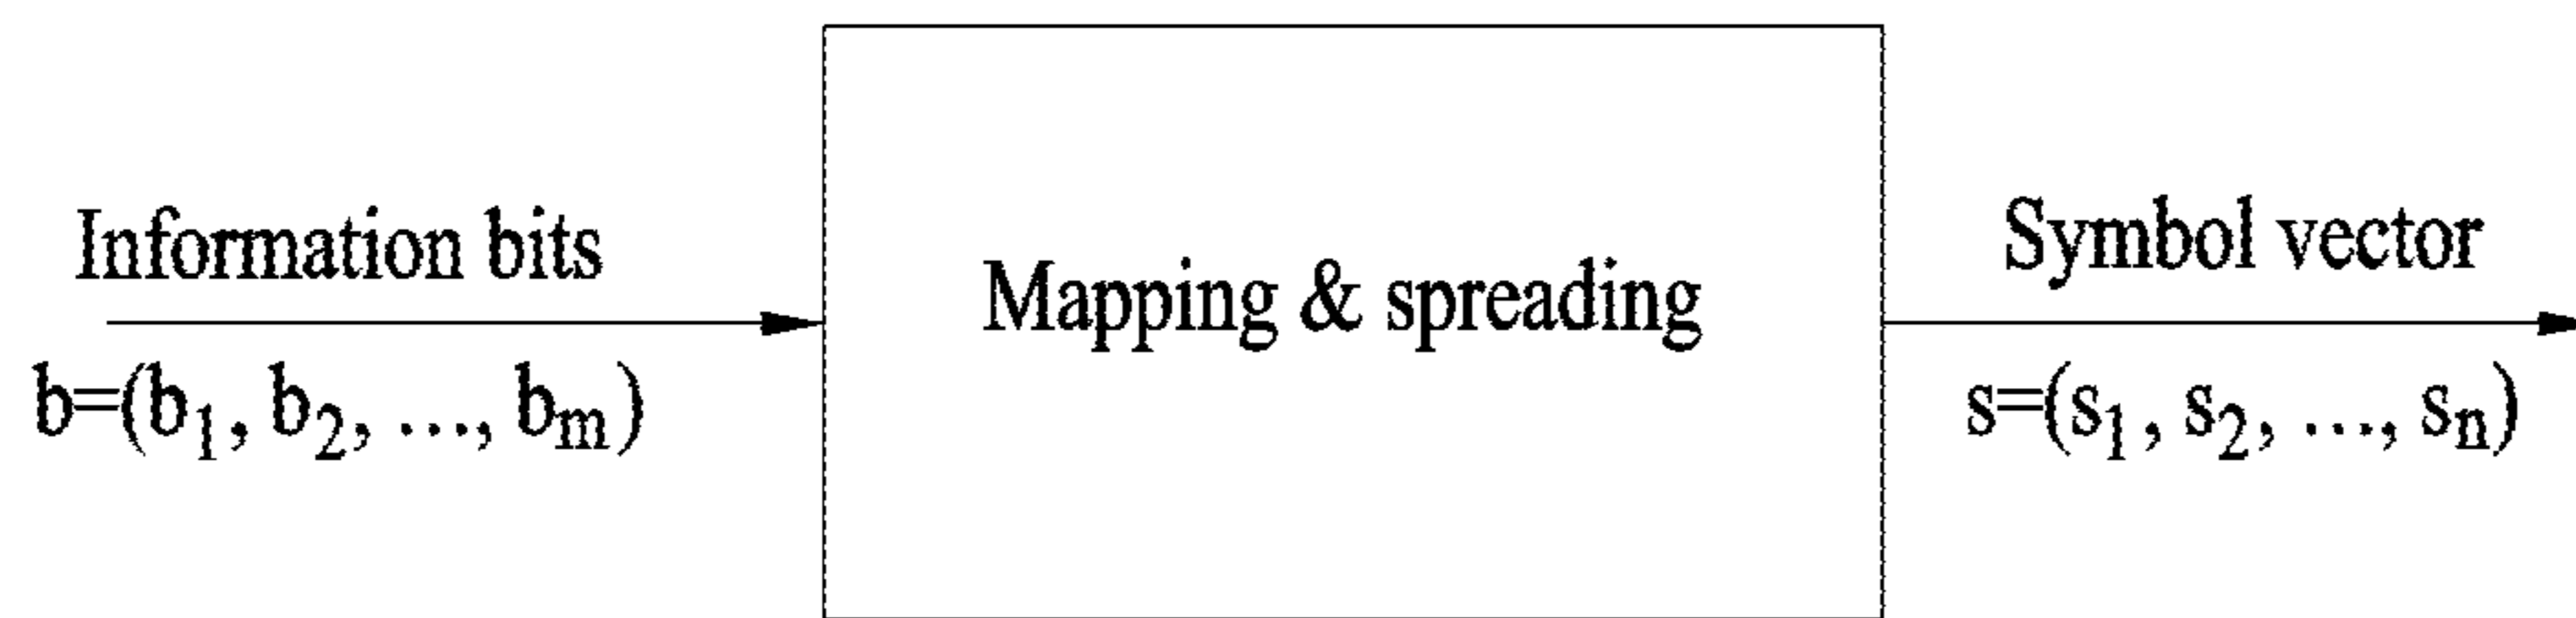 Information bits
b=(b₁, b₂, ..., bₘ)
Mapping & spreading
Symbol vector
s=(s₁, s₂, ..., sₙ)